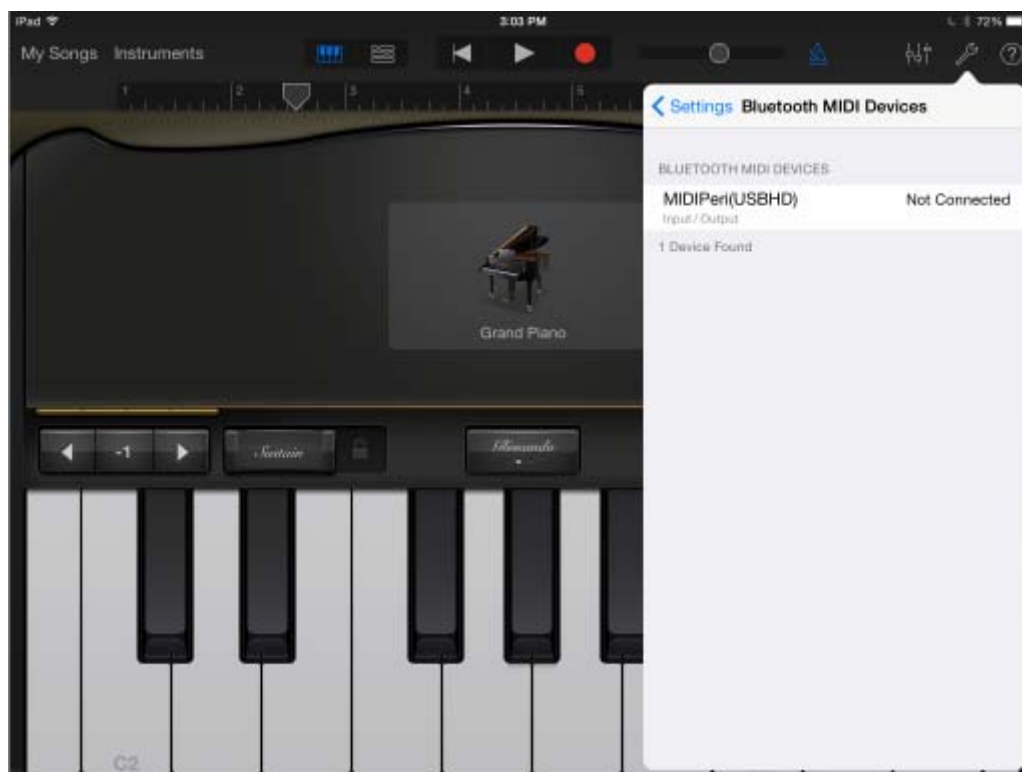 iPad 3:03 PM 72%
My Songs Instruments
1 2 3 4 5
Settings Bluetooth MIDI Devices
BLUETOOTH MIDI DEVICES
MIDIPeri(USBHD) Not Connected
Input / Output
1 Device Found
Grand Piano
-1 Sustain
C2